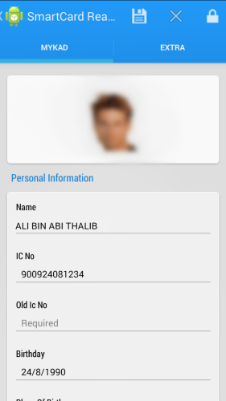 SmartCard Rea...
MYKAD EXTRA
Personal Information
Name
ALI BIN ABI THALIB
IC No
900924081234
Old Ic No
Required
Birthday
24/8/1990